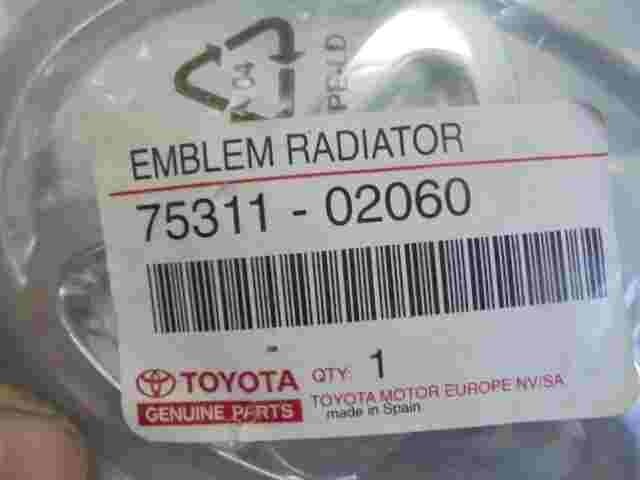 04
PE-LD
EMBLEM RADIATOR
75311 - 02060
TOYOTA QTY: 1
GENUINE PARTS TOYOTA MOTOR EUROPE NV/SA
made in Spain